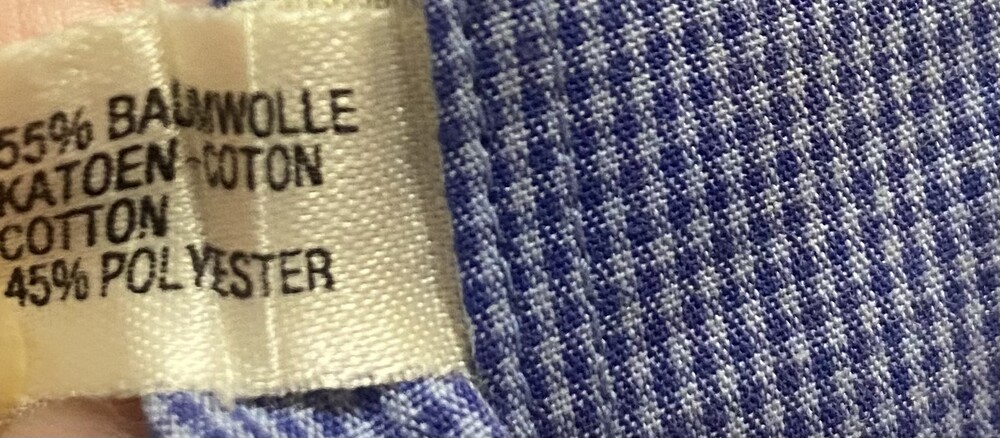 55% BAUMWOLLE
KATOEN-COTON
COTTON
45% POLYESTER